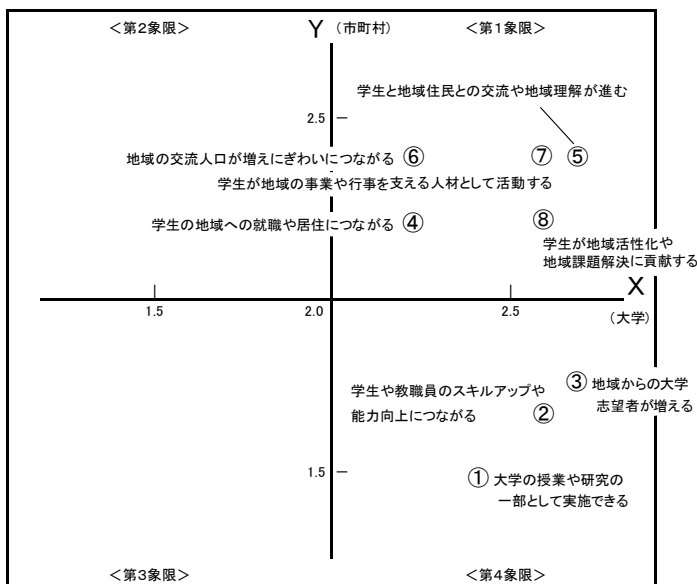 ＜第2象限＞
Y （市町村）
＜第1象限＞
学生と地域住民との交流や地域理解が進む
2.5
地域の交流人口が増えにぎわいにつながる ⑥
⑦
⑤
学生が地域の事業や行事を支える人材として活動する
学生の地域への就職や居住につながる ④
⑧
学生が地域活性化や
地域課題解決に貢献する
X
（大学）
1.5
2.0
2.5
③ 地域からの大学
志望者が増える
学生や教職員のスキルアップや
能力向上につながる ②
1.5
① 大学の授業や研究の
一部として実施できる
＜第3象限＞
＜第4象限＞